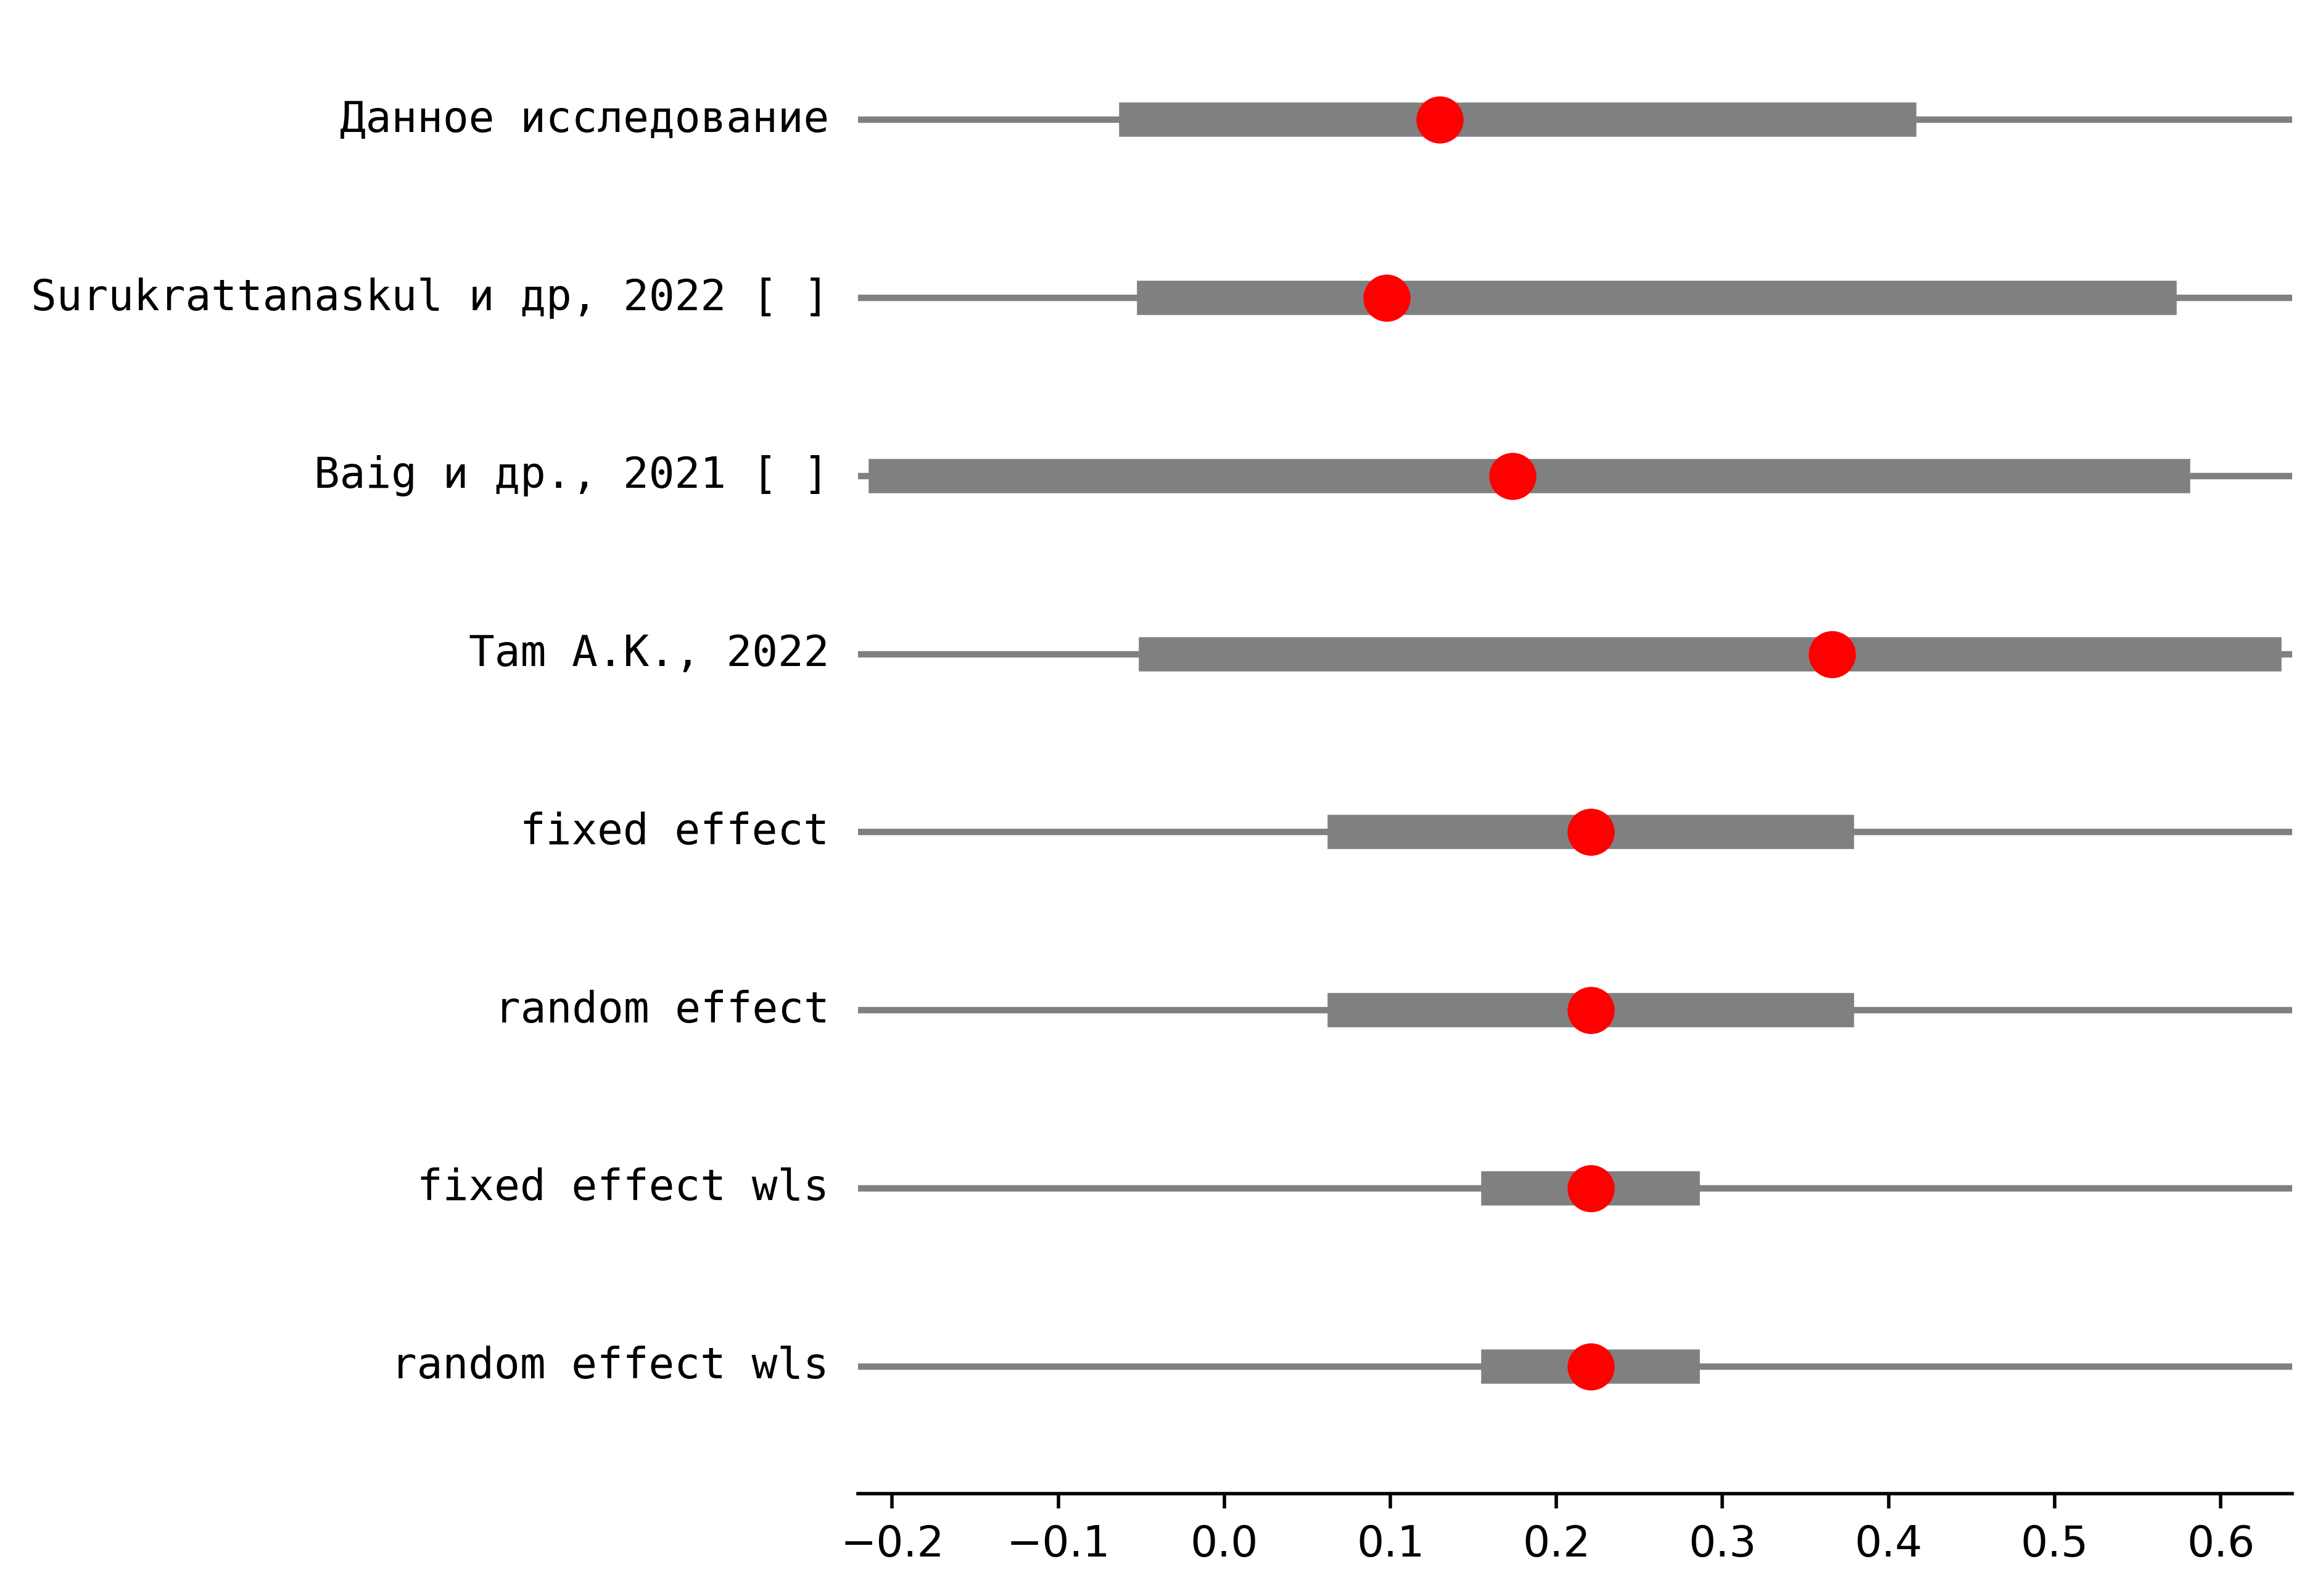 Данное исследование
Surukrattanaskul и др, 2022 [ ]
Baig и др., 2021 [ ]
Tam A.K., 2022
fixed effect
random effect
fixed effect wls
random effect wls
−0.2 −0.1 0.0 0.1 0.2 0.3 0.4 0.5 0.6